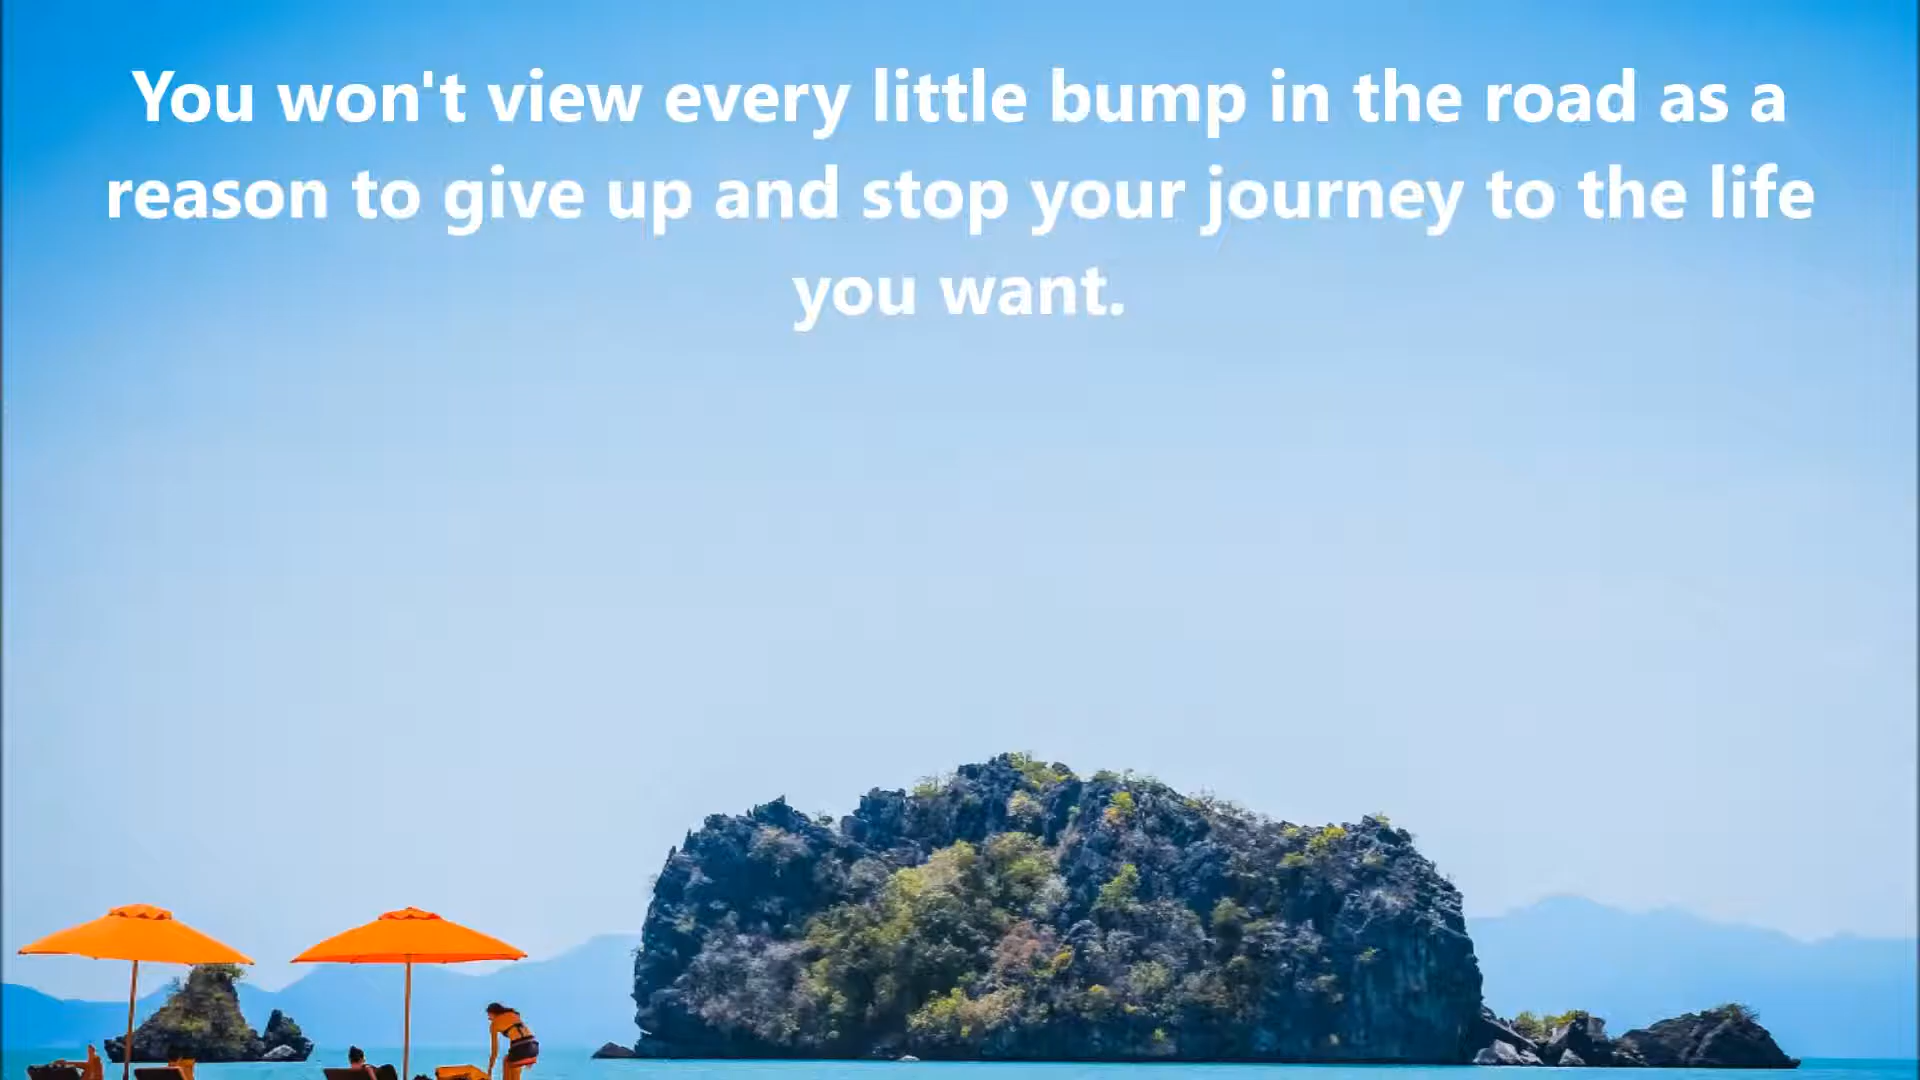 You won't view every little bump in the road as a
reason to give up and stop your journey to the life
you want.